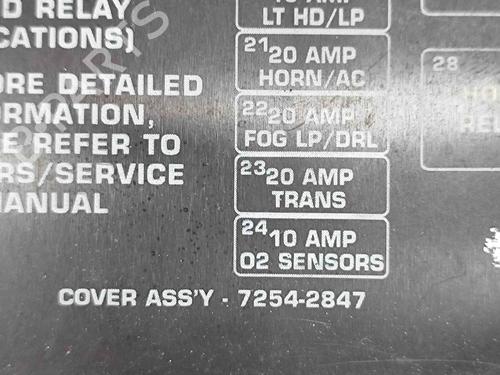 D RELAY
CATIONS)
ORE DETAILED
ORMATION,
E REFER TO
RS/SERVICE
MANUAL
AMP
LT HD/LP
21 20 AMP
HORN/AC
22 20 AMP
FOG LP/DRL
23 20 AMP
TRANS
24 10 AMP
O2 SENSORS
28
COVER ASS'Y - 7254-2847